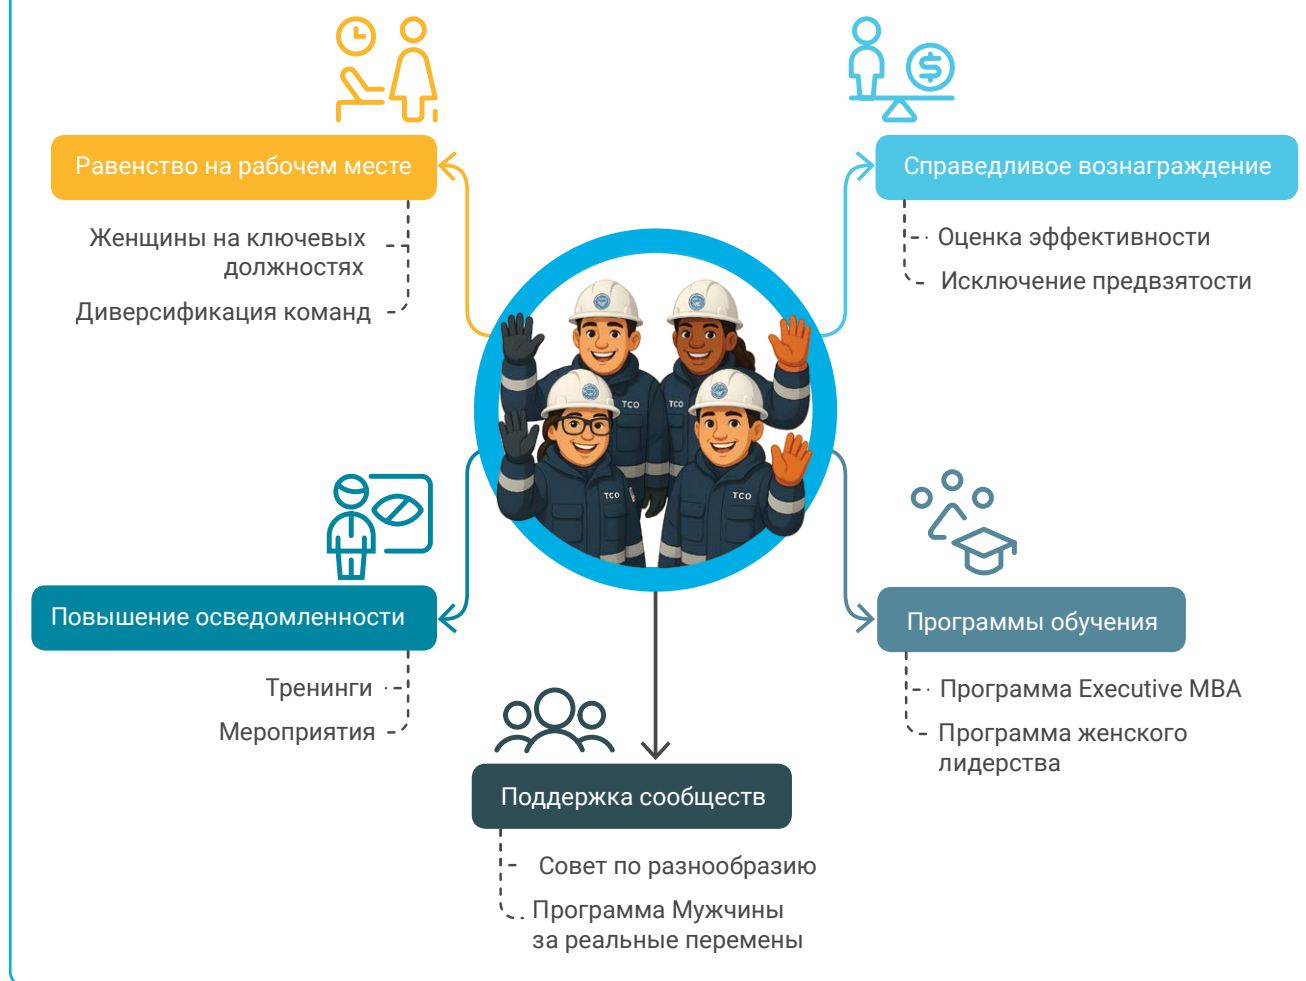 Равенство на рабочем месте
Женщины на ключевых
должностях
Диверсификация команд
Справедливое вознаграждение
Оценка эффективности
Исключение предвзятости
TCO
TCO
TCO
TCO
Повышение осведомленности
Тренинги
Мероприятия
Программы обучения
Программа Executive MBA
Программа женского
лидерства
Поддержка сообществ
Совет по разнообразию
Программа Мужчины
за реальные перемены